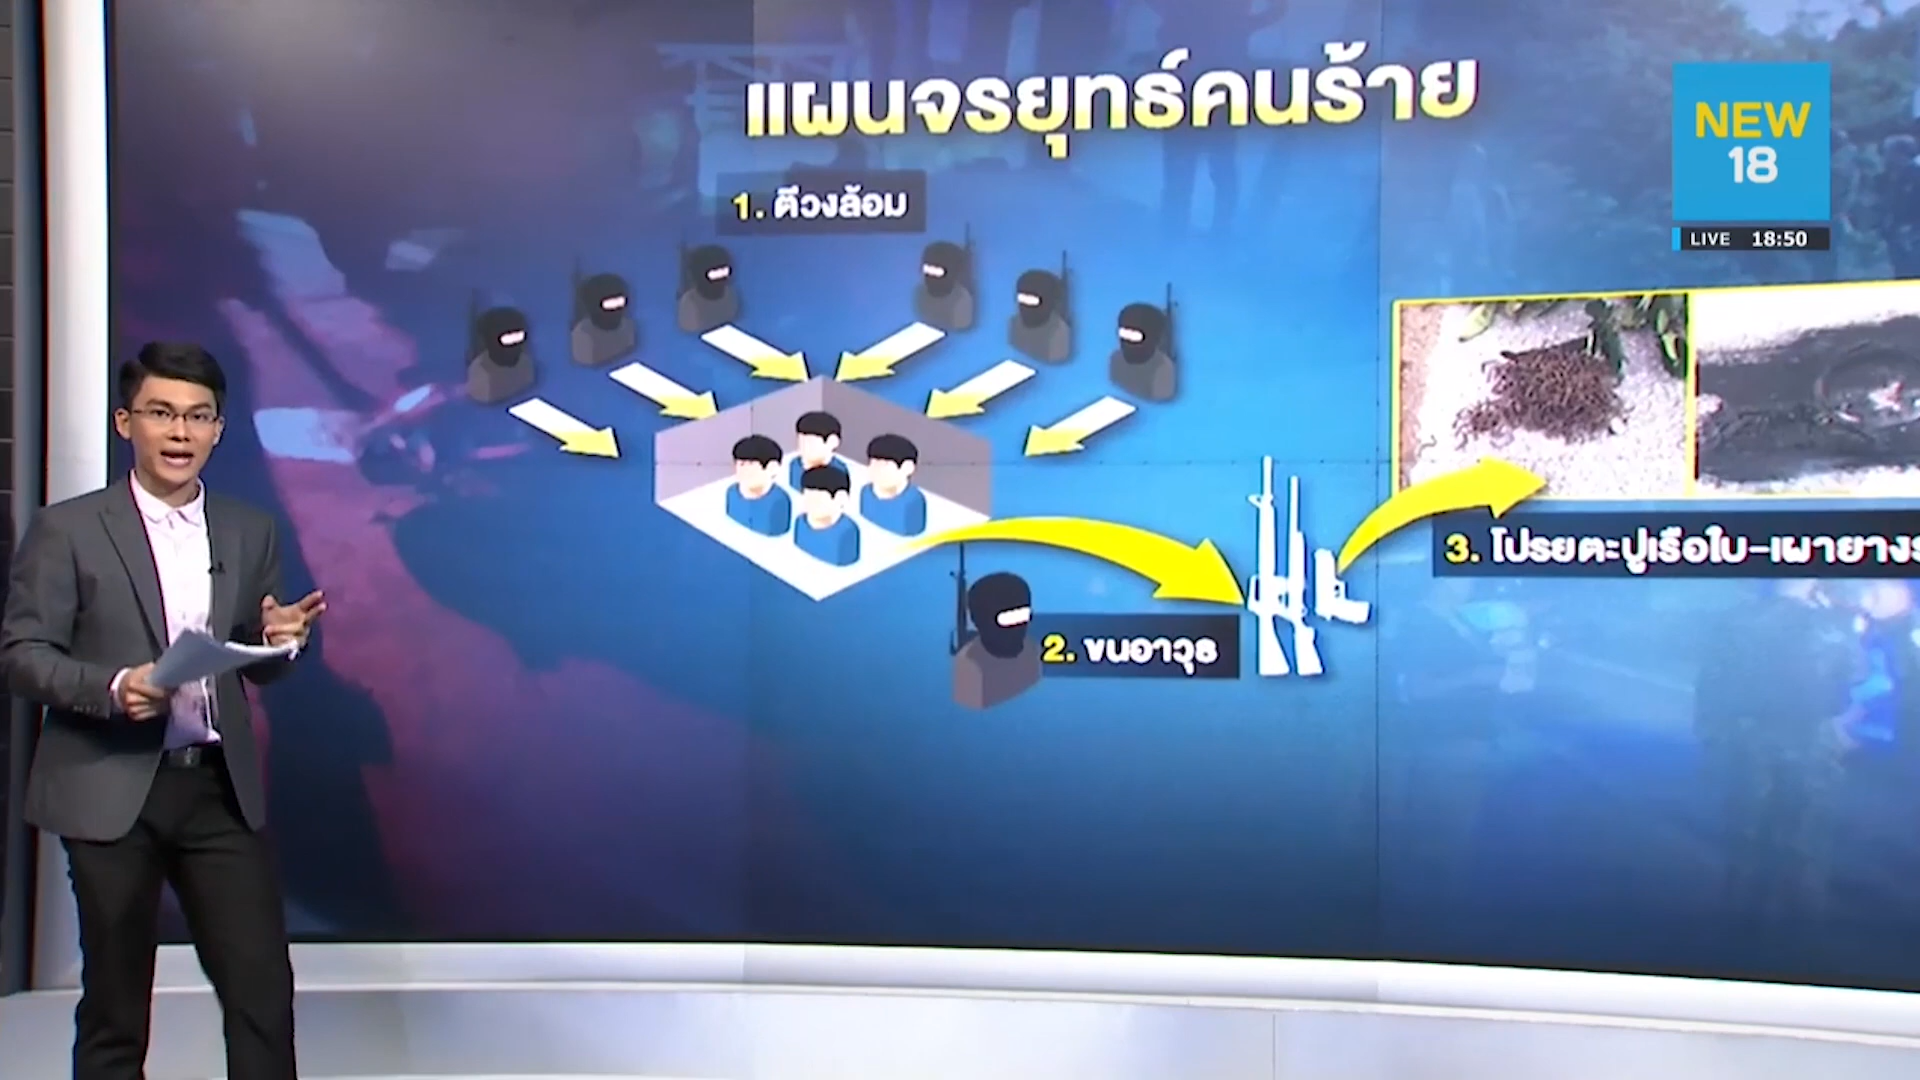 แผนจรยุทธ์คนร้าย
NEW
18
LIVE 18:50
1. ตีวงล้อม
3. โปรยตะปูเรือใบ-เผายาง
2. ขนอาวุธ